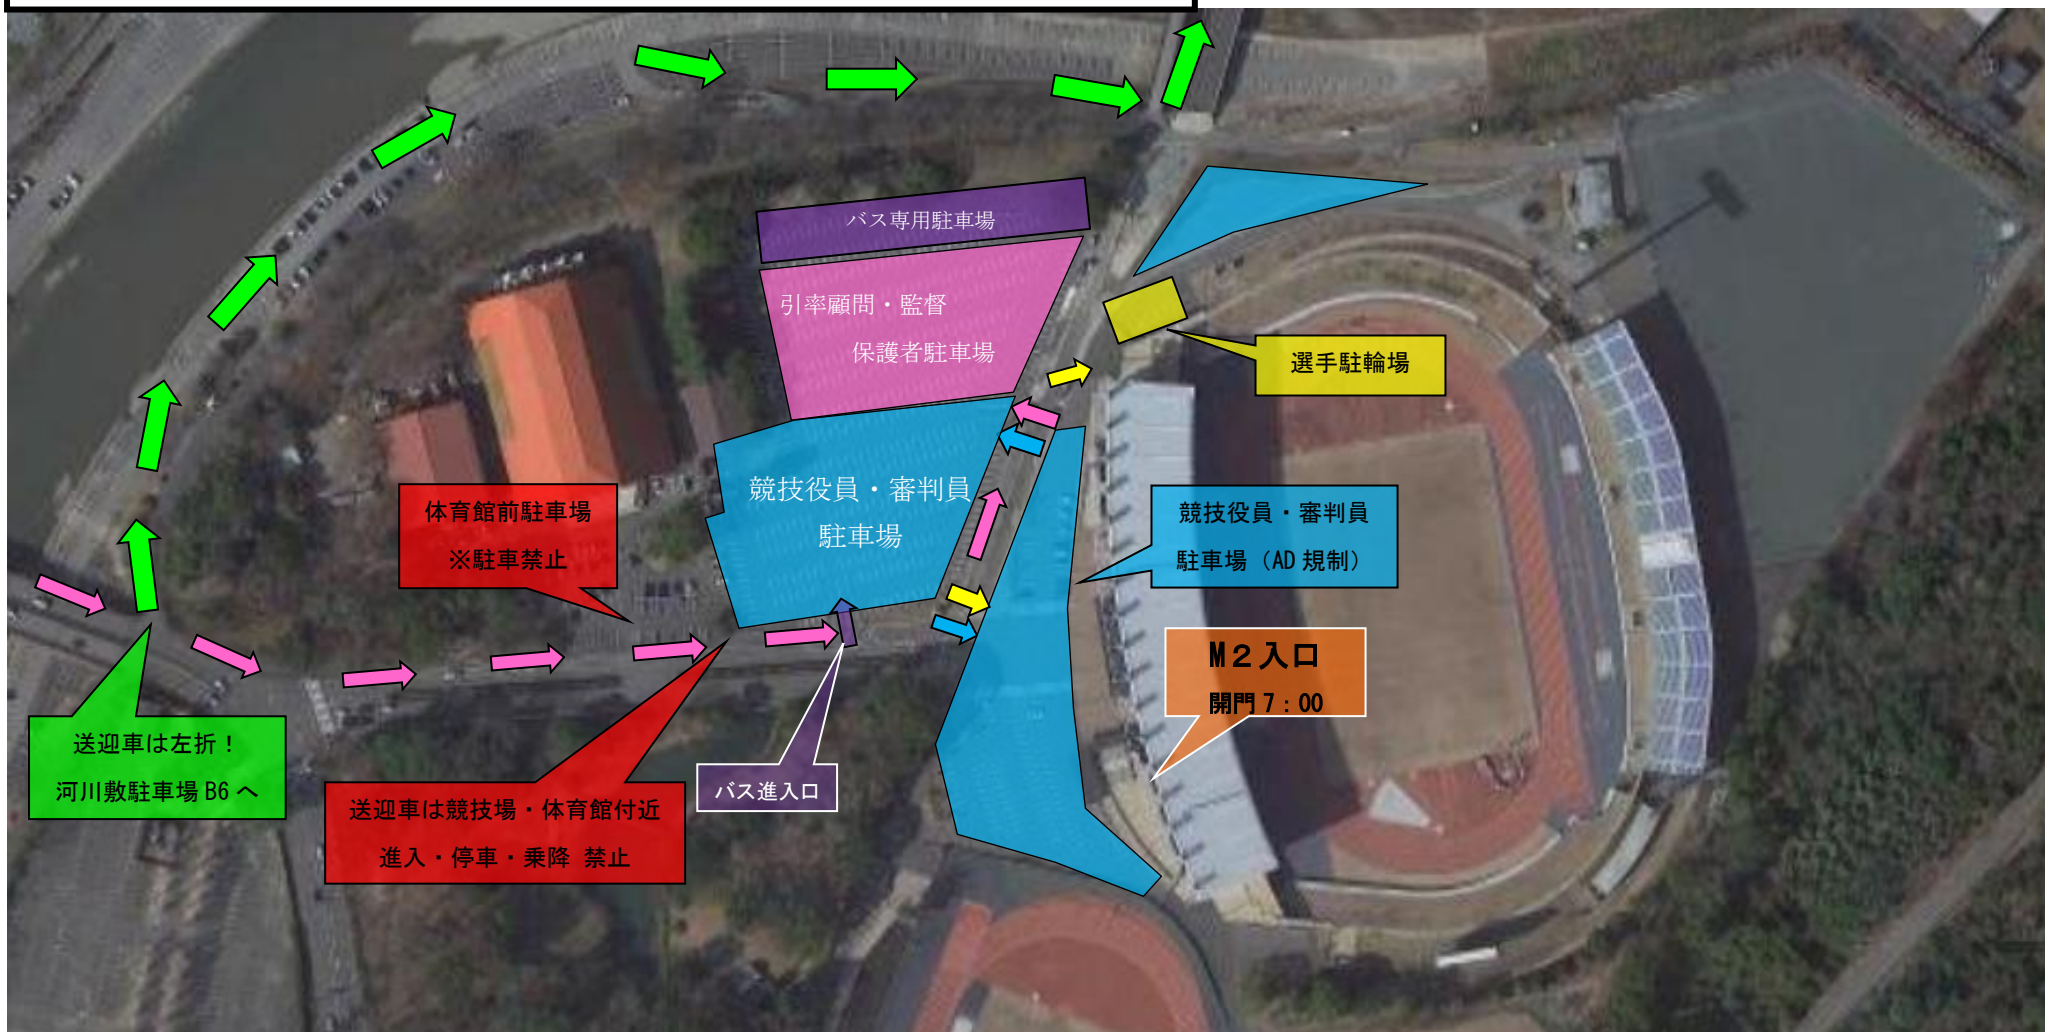 バス専用駐車場
引率顧問・監督
保護者駐車場
選手駐輪場
競技役員・審判員
駐車場
体育館前駐車場
※駐車禁止
競技役員・審判員
駐車場（AD規制）
M２入口
開門7：00
送迎車は左折！
河川敷駐車場B6へ
バス進入口
送迎車は競技場・体育館付近
進入・停車・乗降 禁止